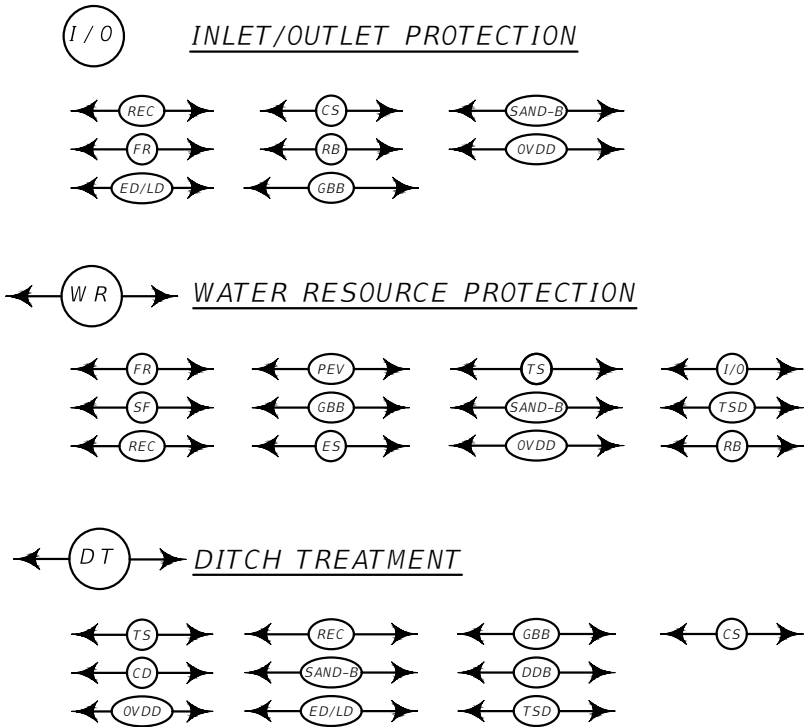 I/O INLET/OUTLET PROTECTION
REC CS SAND-B
FR RB OVDD
ED/LD GBB
WR WATER RESOURCE PROTECTION
FR PEV TS I/O
SF GBB SAND-B TSD
REC ES OVDD RB
DT DITCH TREATMENT
TS REC GBB CS
CD SAND-B DDB
OVDD ED/LD TSD